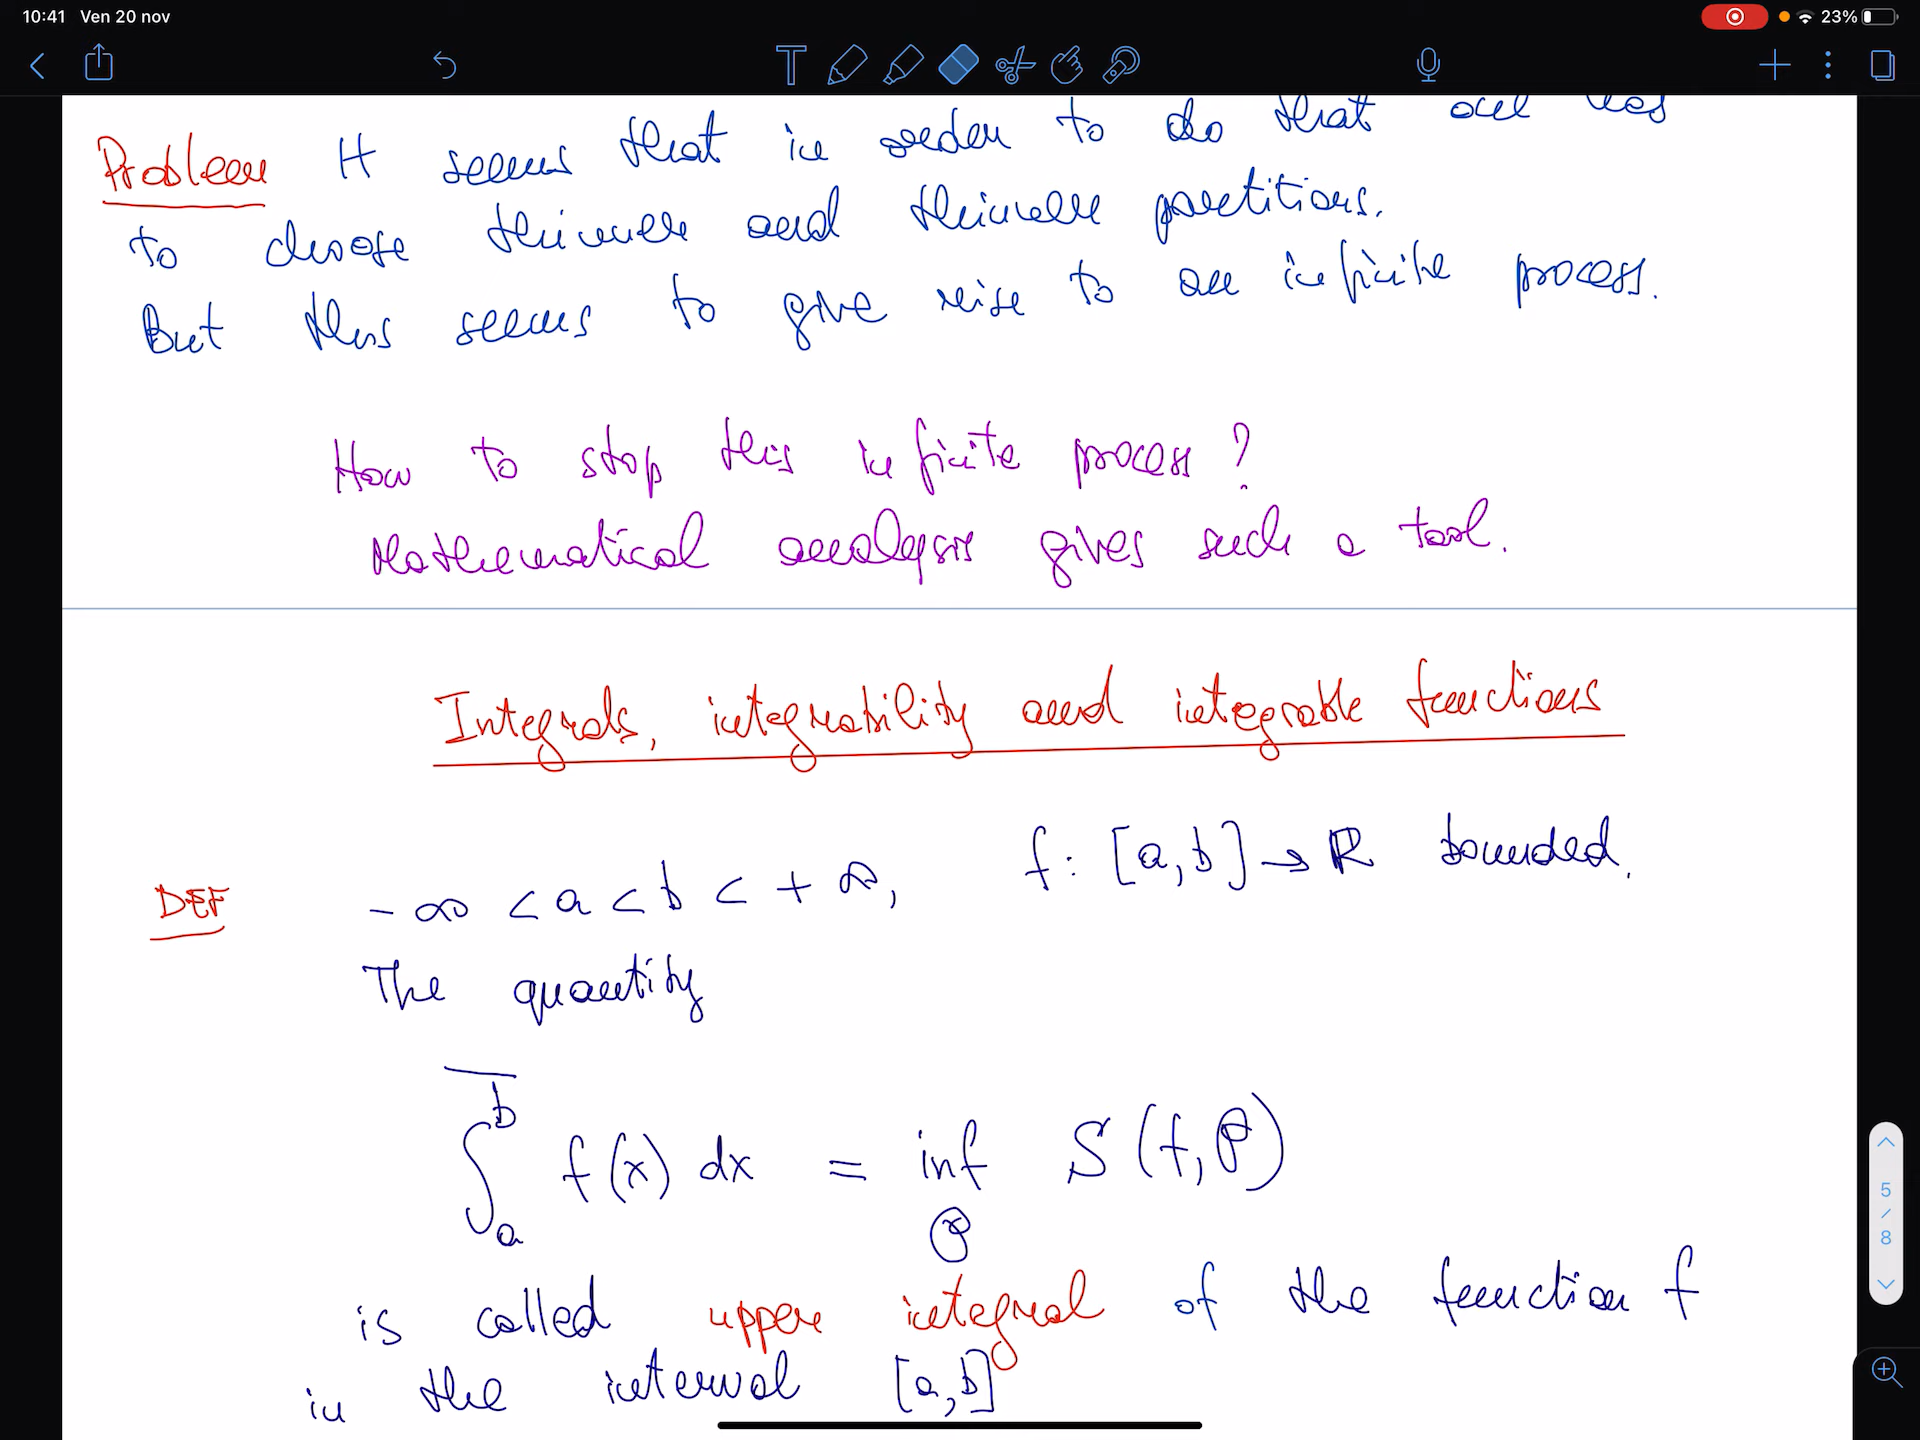 10:41 Ven 20 nov
23%
Problem It seems that in order to do that one has
to choose thinner and thinner partitions.
But this seems to give rise to an infinite process.
How to stop this infinite process?
Mathematical analysis gives such a tool.
Integrals, integrability and integrable functions
DEF -∞ < a < b < +∞, f: [a,b] → ℝ bounded.
The quantity
∫̅ₐᵇ f(x) dx = inf S(f,P)
P
is called upper integral of the function f
in the interval [a,b]
5
/
8